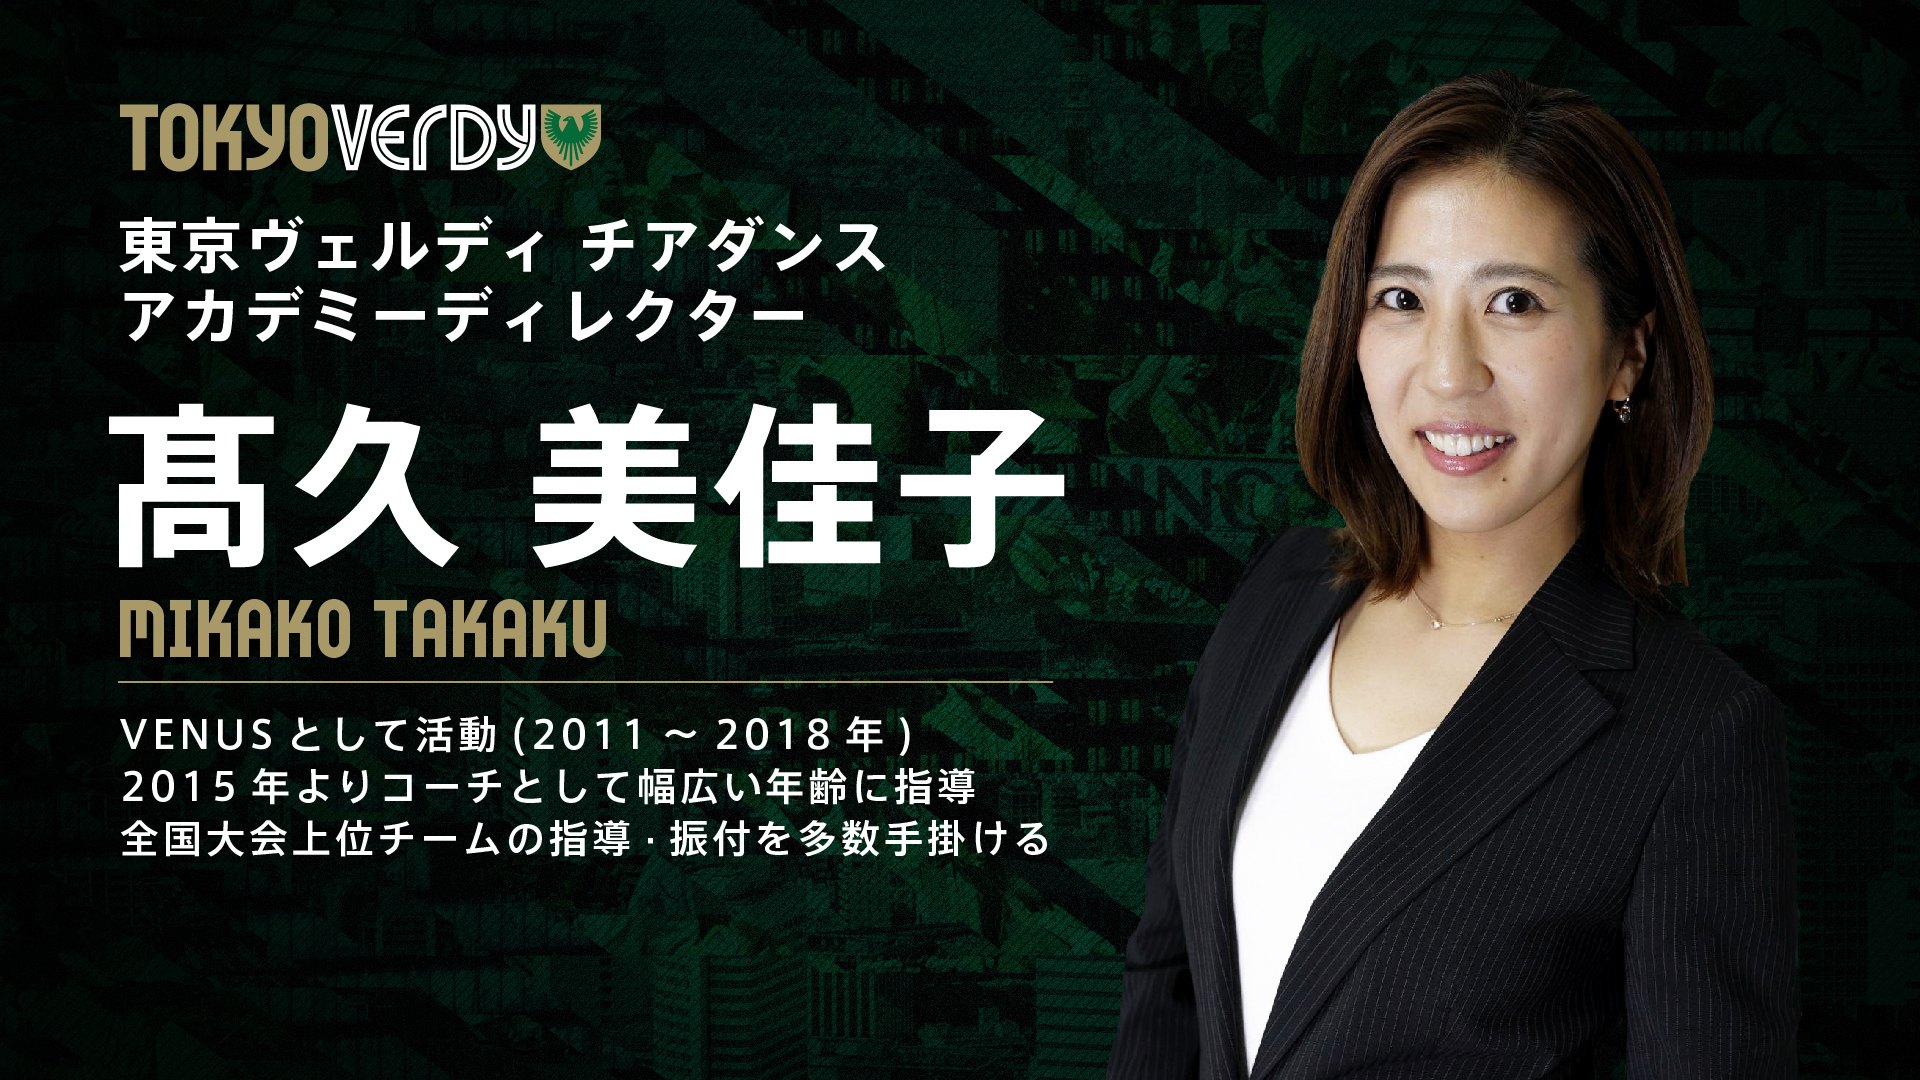 TOKYO VERDY
東京ヴェルディ チアダンス
アカデミーディレクター
髙久 美佳子
MIKAKO TAKAKU
VENUSとして活動(2011～2018年)
2015年よりコーチとして幅広い年齢に指導
全国大会上位チームの指導·振付を多数手掛ける